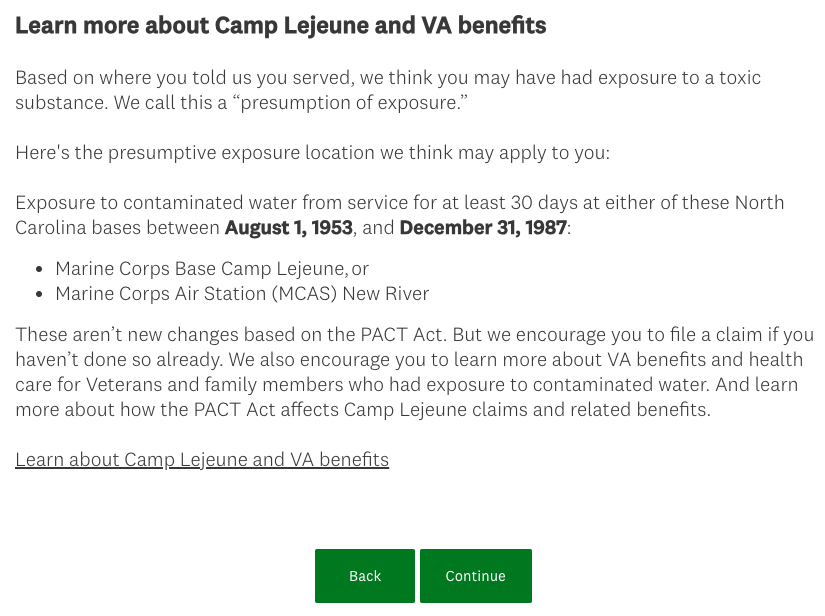 Learn more about Camp Lejeune and VA benefits
Based on where you told us you served, we think you may have had exposure to a toxic
substance. We call this a “presumption of exposure.”
Here's the presumptive exposure location we think may apply to you:
Exposure to contaminated water from service for at least 30 days at either of these North
Carolina bases between August 1, 1953, and December 31, 1987:
• Marine Corps Base Camp Lejeune, or
• Marine Corps Air Station (MCAS) New River
These aren’t new changes based on the PACT Act. But we encourage you to file a claim if you
haven’t done so already. We also encourage you to learn more about VA benefits and health
care for Veterans and family members who had exposure to contaminated water. And learn
more about how the PACT Act affects Camp Lejeune claims and related benefits.
Learn about Camp Lejeune and VA benefits
Back Continue